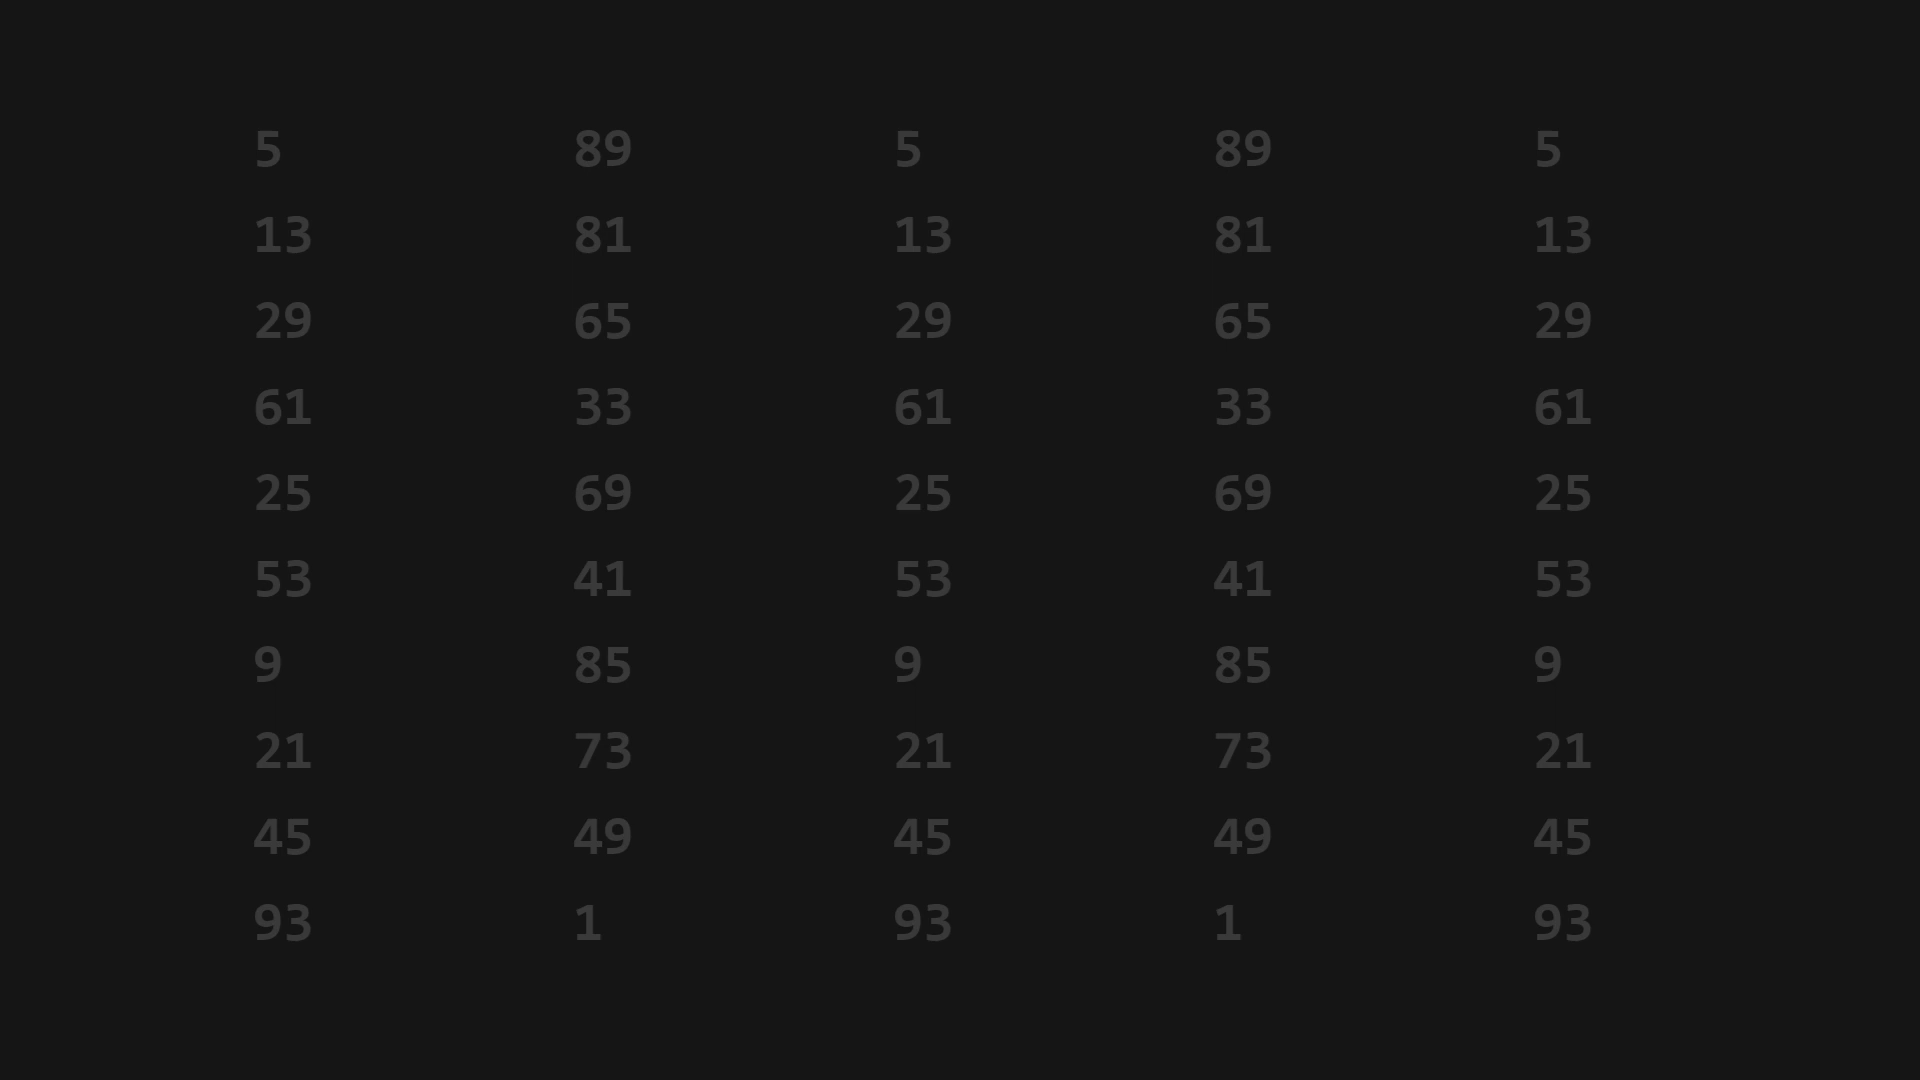 5 89 5 89 5
13 81 13 81 13
29 65 29 65 29
61 33 61 33 61
25 69 25 69 25
53 41 53 41 53
9 85 9 85 9
21 73 21 73 21
45 49 45 49 45
93 1 93 1 93